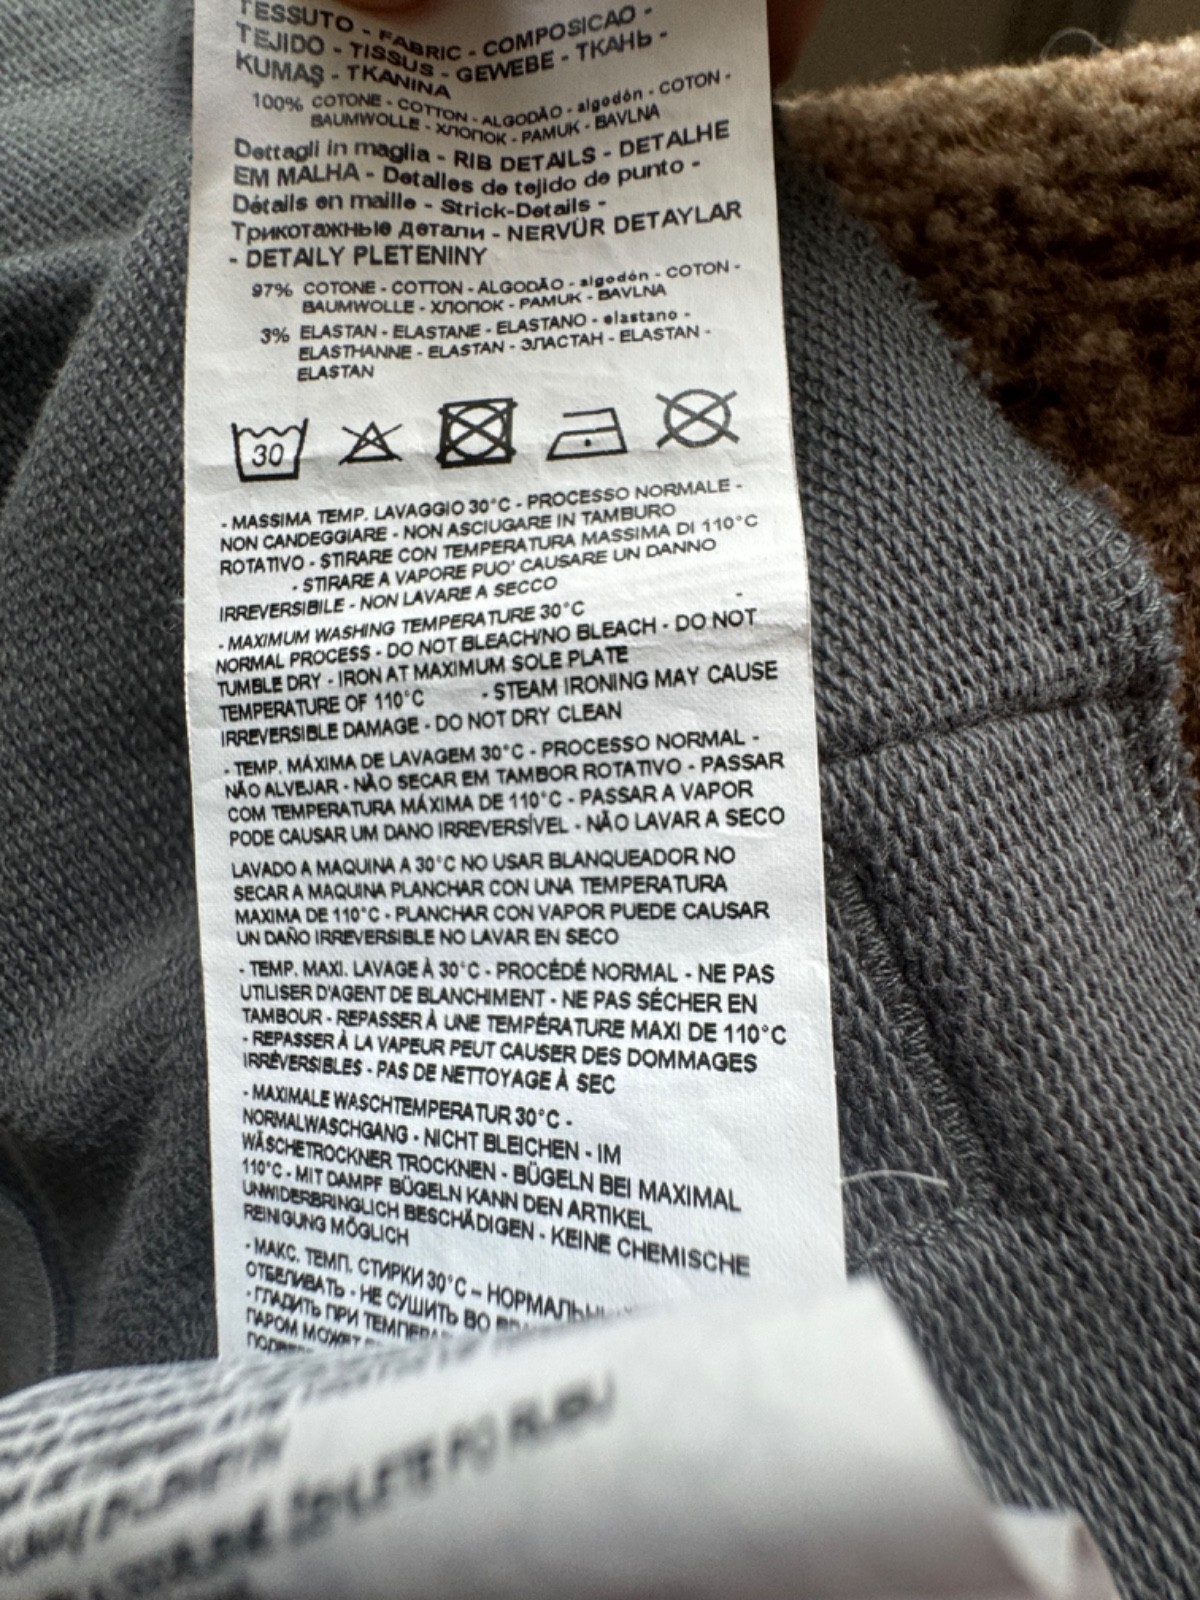 TESSUTO - FABRIC - COMPOSICAO -
TEJIDO - TISSUS - GEWEBE - ТКАНЬ -
KUMAŞ - TKANINA
100% COTONE - COTTON - ALGODÃO - algodón - COTON -
BAUMWOLLE - ХЛОПОК - PAMUK - BAVLNA
Dettagli in maglia - RIB DETAILS - DETALHE
EM MALHA - Detalles de tejido de punto -
Détails en maille - Strick-Details -
Трикотажные детали - NERVÜR DETAYLAR
- DETAILY PLETENINY
97% COTONE - COTTON - ALGODÃO - algodón - COTON -
BAUMWOLLE - ХЛОПОК - PAMUK - BAVLNA
3% ELASTAN - ELASTANE - ELASTANO - elastano -
ELASTHANNE - ELASTAN - ЭЛАСТАН - ELASTAN -
ELASTAN
30
- MASSIMA TEMP. LAVAGGIO 30°C - PROCESSO NORMALE -
NON CANDEGGIARE - NON ASCIUGARE IN TAMBURO
ROTATIVO - STIRARE CON TEMPERATURA MASSIMA DI 110°C
- STIRARE A VAPORE PUO' CAUSARE UN DANNO
IRREVERSIBILE - NON LAVARE A SECCO
- MAXIMUM WASHING TEMPERATURE 30°C -
NORMAL PROCESS - DO NOT BLEACH/NO BLEACH - DO NOT
TUMBLE DRY - IRON AT MAXIMUM SOLE PLATE
TEMPERATURE OF 110°C - STEAM IRONING MAY CAUSE
IRREVERSIBLE DAMAGE - DO NOT DRY CLEAN
- TEMP. MÁXIMA DE LAVAGEM 30°C - PROCESSO NORMAL -
NÃO ALVEJAR - NÃO SECAR EM TAMBOR ROTATIVO - PASSAR
COM TEMPERATURA MÁXIMA DE 110°C - PASSAR A VAPOR
PODE CAUSAR UM DANO IRREVERSÍVEL - NÃO LAVAR A SECO
LAVADO A MAQUINA A 30°C NO USAR BLANQUEADOR NO
SECAR A MAQUINA PLANCHAR CON UNA TEMPERATURA
MAXIMA DE 110°C - PLANCHAR CON VAPOR PUEDE CAUSAR
UN DAÑO IRREVERSIBLE NO LAVAR EN SECO
- TEMP. MAXI. LAVAGE À 30°C - PROCÉDÉ NORMAL - NE PAS
UTILISER D'AGENT DE BLANCHIMENT - NE PAS SÉCHER EN
TAMBOUR - REPASSER À UNE TEMPÉRATURE MAXI DE 110°C
- REPASSER À LA VAPEUR PEUT CAUSER DES DOMMAGES
IRRÉVERSIBLES - PAS DE NETTOYAGE À SEC
- MAXIMALE WASCHTEMPERATUR 30°C -
NORMALWASCHGANG - NICHT BLEICHEN - IM
WÄSCHETROCKNER TROCKNEN - BÜGELN BEI MAXIMAL
110°C - MIT DAMPF BÜGELN KANN DEN ARTIKEL
UNWIDERBRINGLICH BESCHÄDIGEN - KEINE CHEMISCHE
REINIGUNG MÖGLICH
- МАКС. ТЕМП. СТИРКИ 30°C –
ОТБЕЛИВАТЬ - НЕ СУШИТЬ ВО
- ГЛАДИТЬ ПРИ
ПАРОМ МОЖЕТ